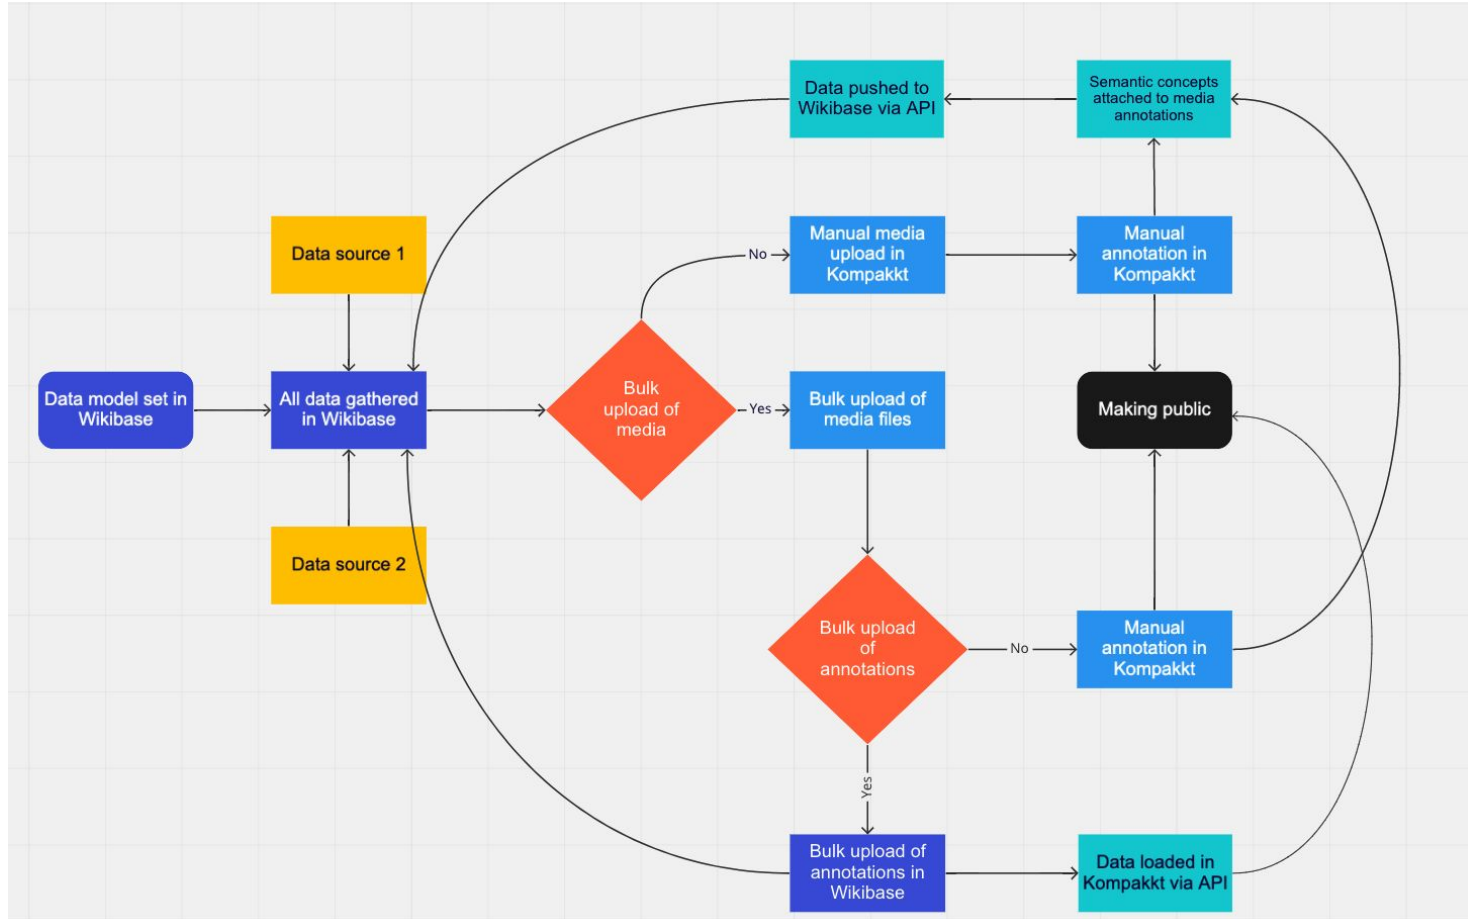 Data pushed to
Wikibase via API
Semantic concepts
attached to media
annotations
Data source 1
No
Manual media
upload in
Kompakkt
Manual
annotation in
Kompakkt
Data model set in
Wikibase
All data gathered
in Wikibase
Bulk
upload of
media
Yes
Bulk upload of
media files
Making public
Data source 2
Bulk upload
of
annotations
No
Manual
annotation in
Kompakkt
Yes
Bulk upload of
annotations in
Wikibase
Data loaded in
Kompakkt via API